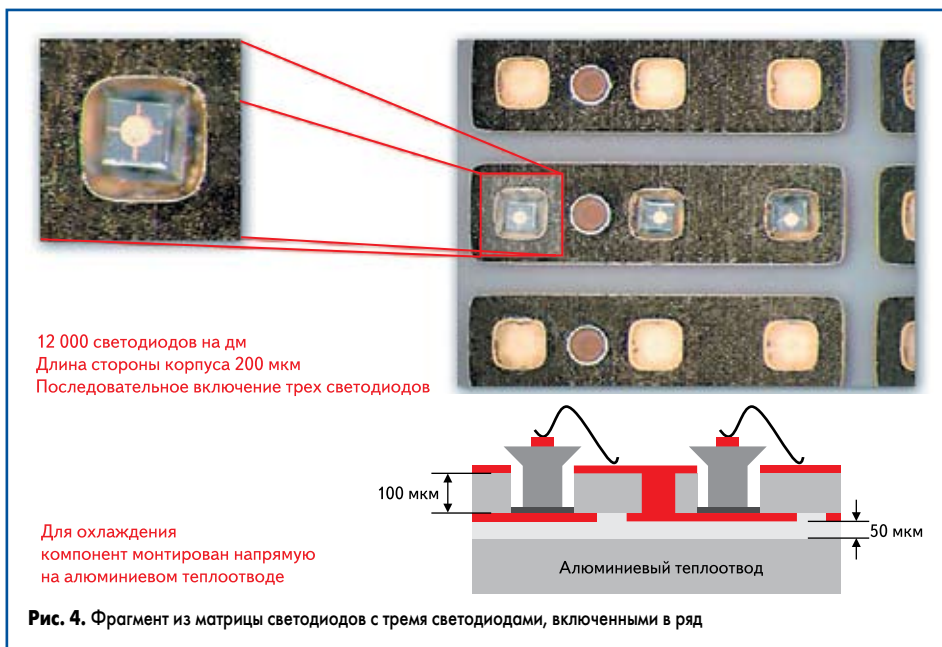 12 000 светодиодов на дм
Длина стороны корпуса 200 мкм
Последовательное включение трех светодиодов
100 мкм
50 мкм
Для охлаждения
компонент монтирован напрямую
на алюминиевом теплоотводе
Алюминиевый теплоотвод
Рис. 4. Фрагмент из матрицы светодиодов с тремя светодиодами, включенными в ряд